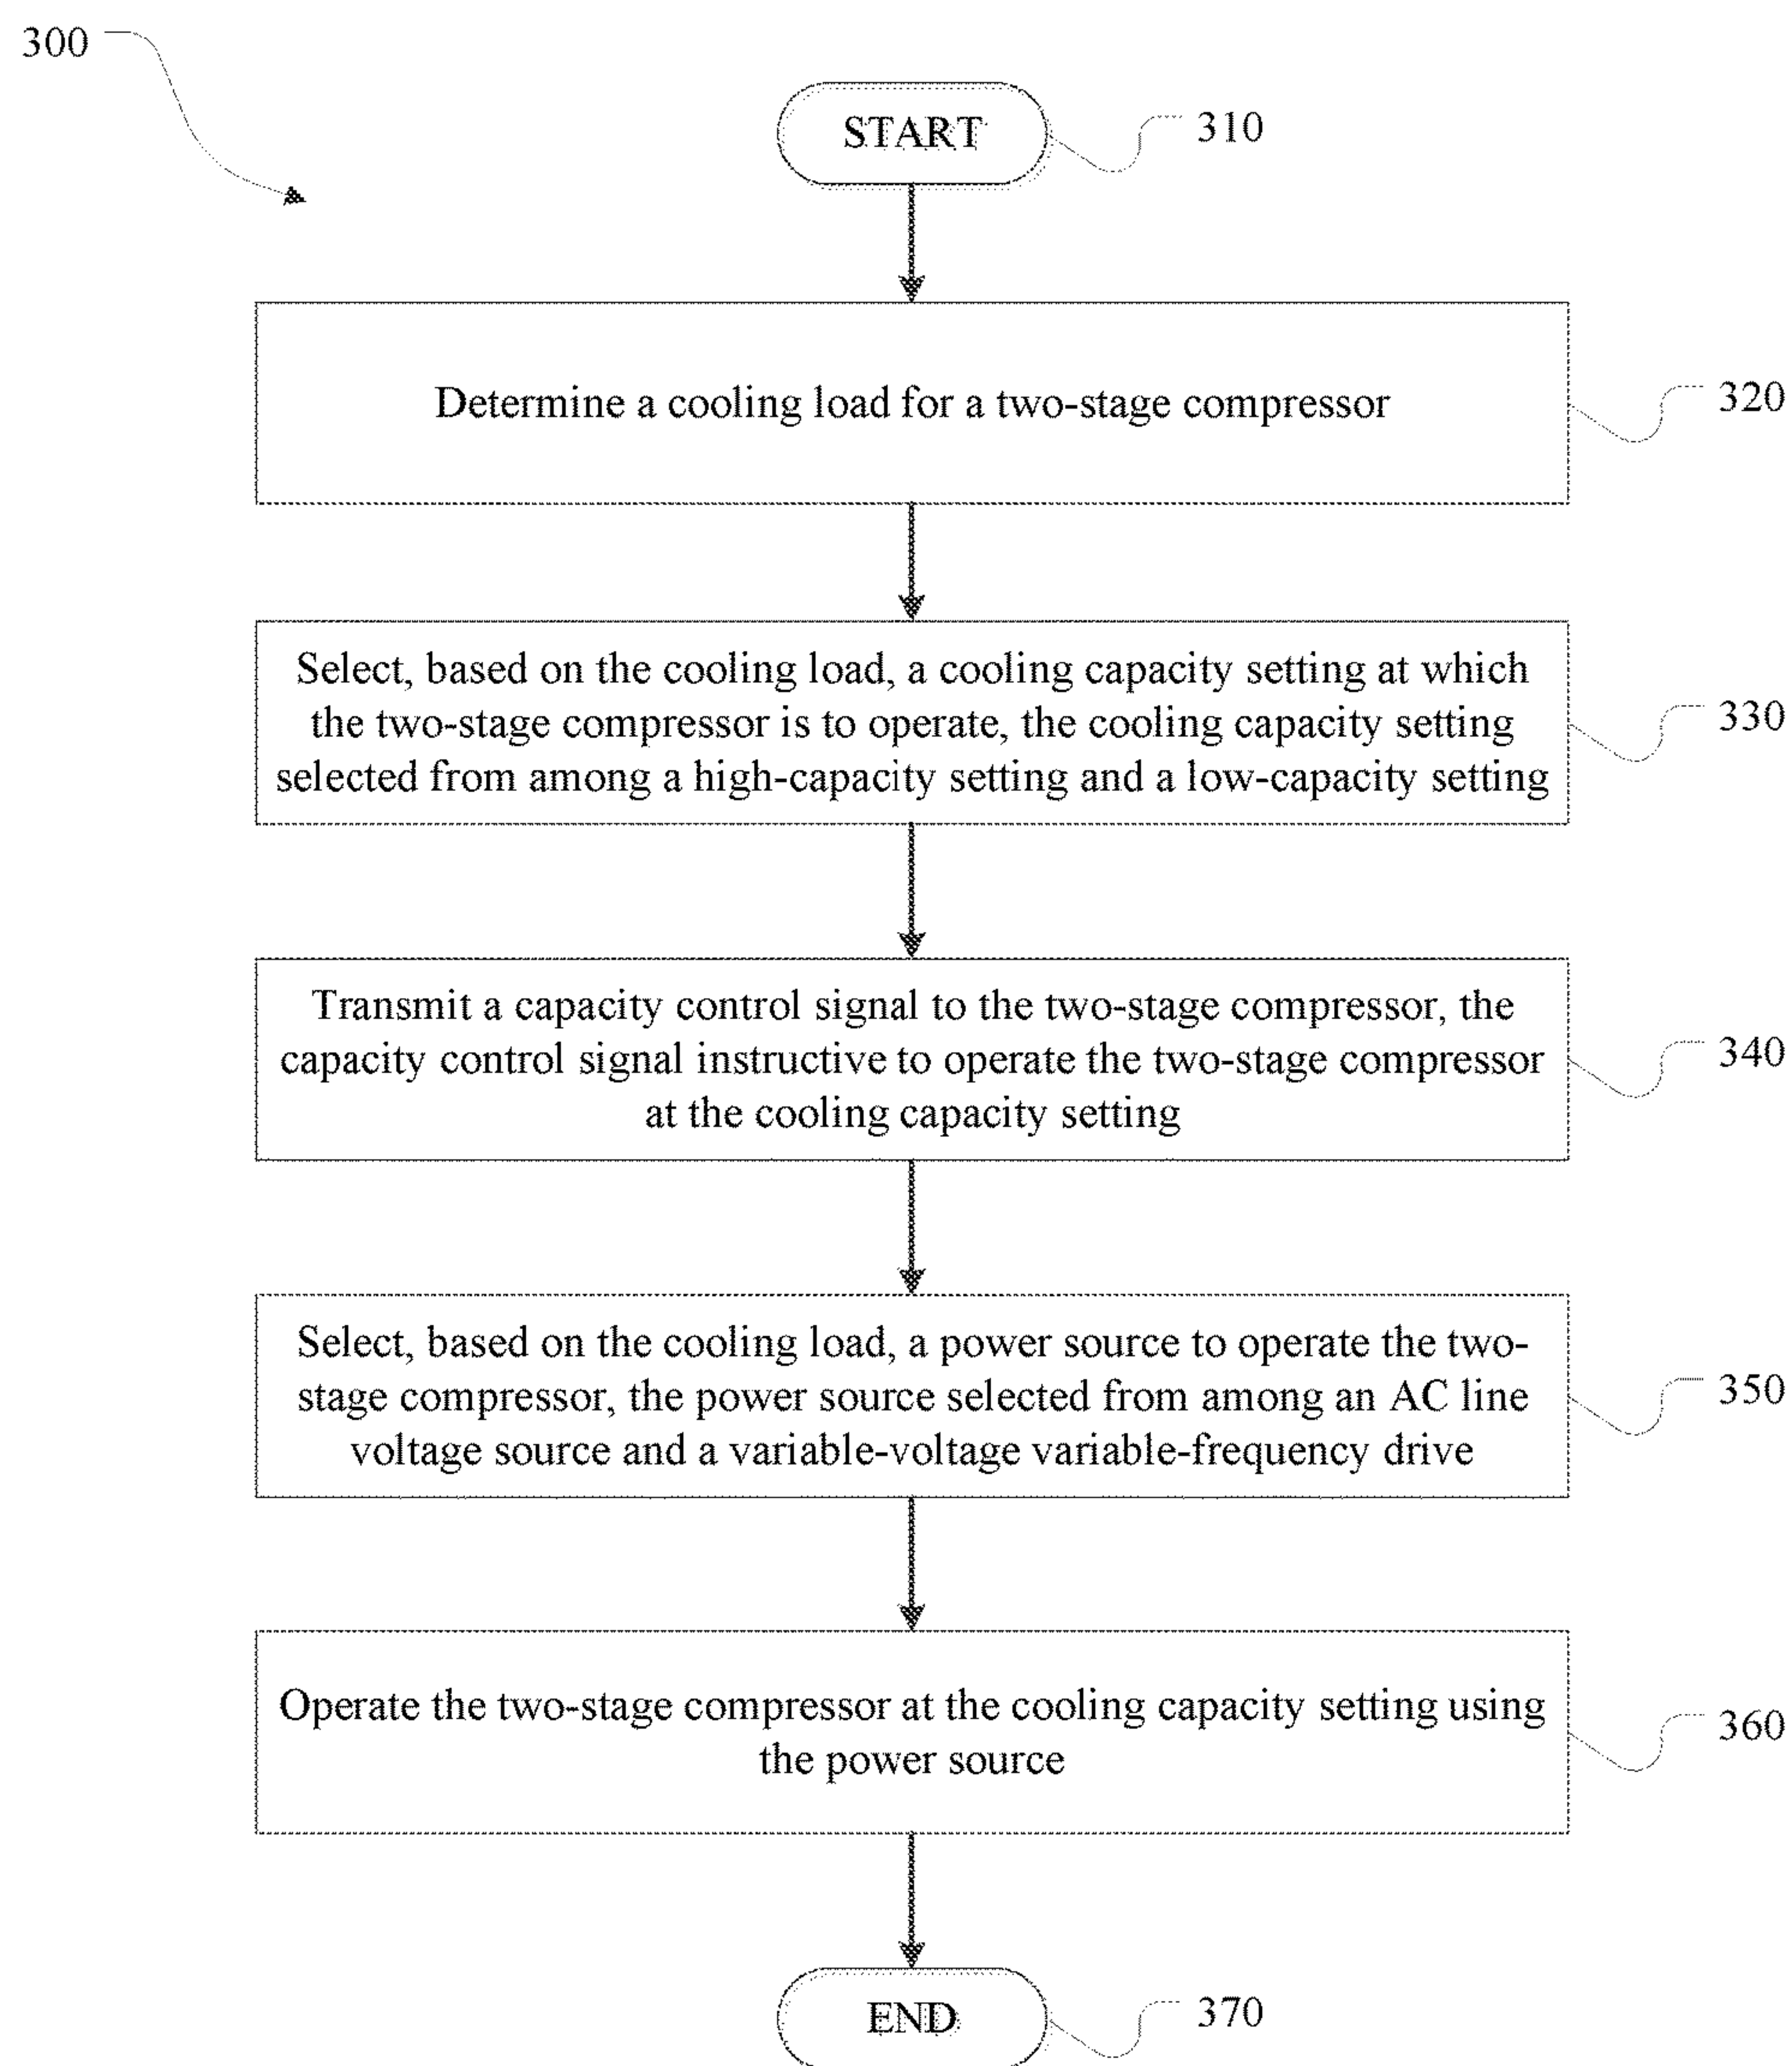 300
START
310
Determine a cooling load for a two-stage compressor
320
Select, based on the cooling load, a cooling capacity setting at which
the two-stage compressor is to operate, the cooling capacity setting
selected from among a high-capacity setting and a low-capacity setting
330
Transmit a capacity control signal to the two-stage compressor, the
capacity control signal instructive to operate the two-stage compressor
at the cooling capacity setting
340
Select, based on the cooling load, a power source to operate the two-
stage compressor, the power source selected from among an AC line
voltage source and a variable-voltage variable-frequency drive
350
Operate the two-stage compressor at the cooling capacity setting using
the power source
360
END
370